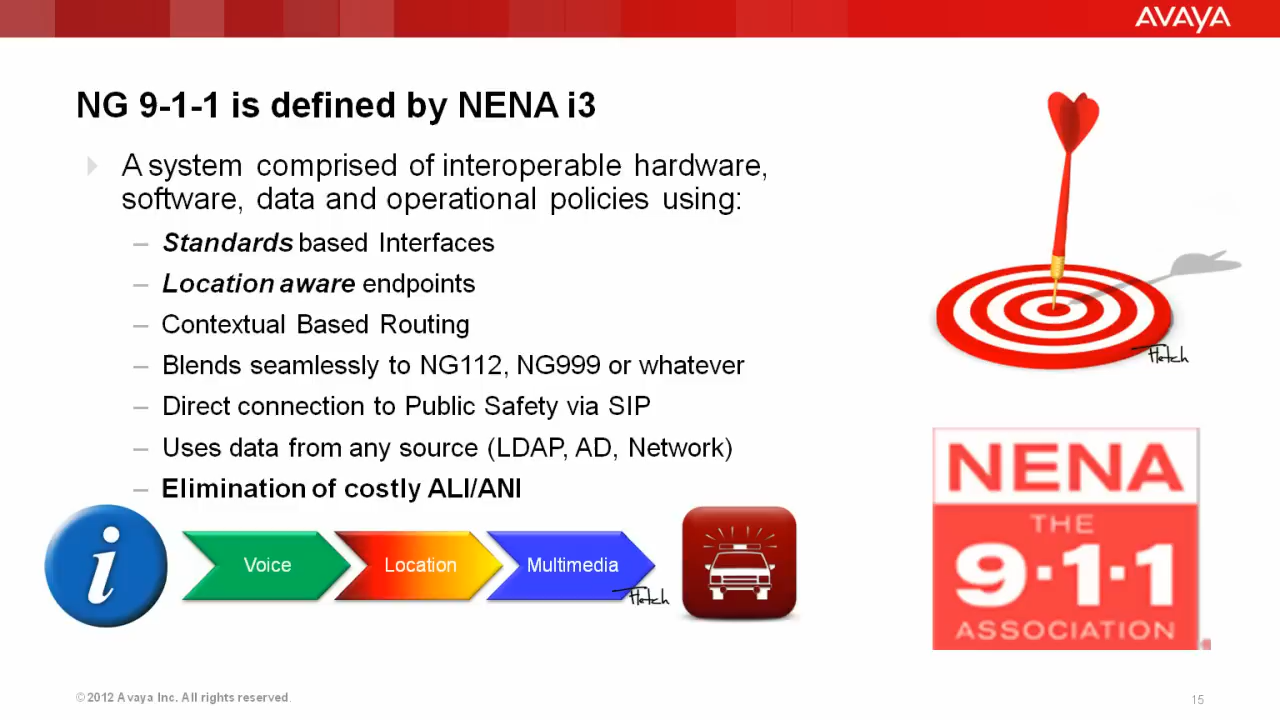 AVAYA
NG 9-1-1 is defined by NENA i3
A system comprised of interoperable hardware,
software, data and operational policies using:
– Standards based Interfaces
– Location aware endpoints
– Contextual Based Routing
– Blends seamlessly to NG112, NG999 or whatever
– Direct connection to Public Safety via SIP
– Uses data from any source (LDAP, AD, Network)
– Elimination of costly ALI/ANI
i
Voice
Location
Multimedia
Fletch
Fletch
NENA
THE
9·1·1
ASSOCIATION
© 2012 Avaya Inc. All rights reserved.
15